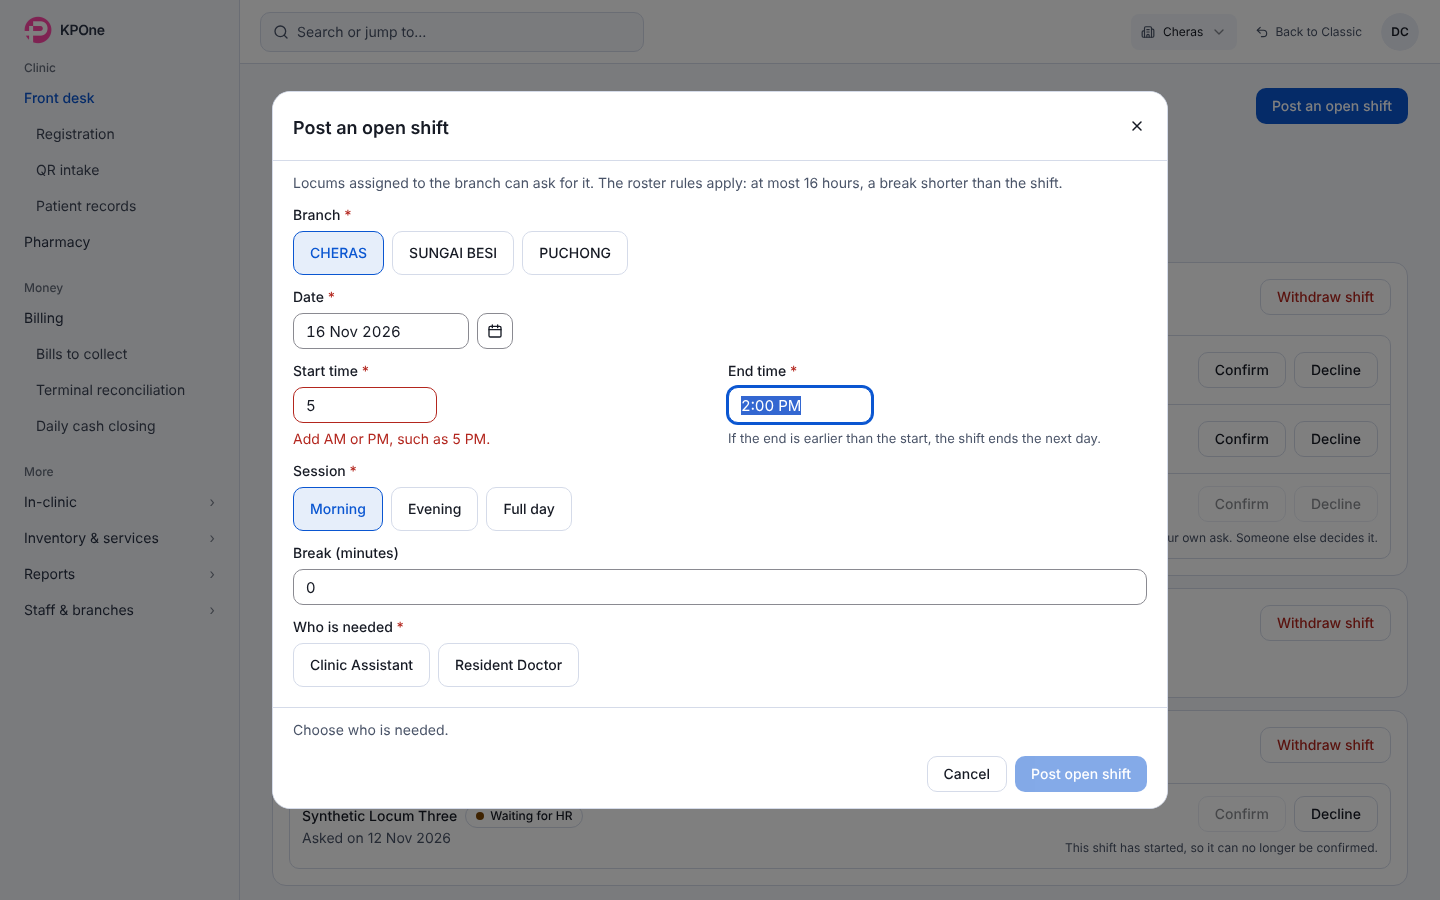 KPOne
Search or jump to...
Cheras
Back to Classic
DC
Clinic
Front desk
Registration
QR intake
Patient records
Pharmacy
Money
Billing
Bills to collect
Terminal reconciliation
Daily cash closing
More
In-clinic
Inventory & services
Reports
Staff & branches
Post an open shift
Post an open shift
Locums assigned to the branch can ask for it. The roster rules apply: at most 16 hours, a break shorter than the shift.
Branch *
CHERAS SUNGAI BESI PUCHONG
Date *
16 Nov 2026
Start time * End time *
5 2:00 PM
Add AM or PM, such as 5 PM. If the end is earlier than the start, the shift ends the next day.
Session *
Morning Evening Full day
Break (minutes)
0
Who is needed *
Clinic Assistant Resident Doctor
Choose who is needed.
Cancel Post open shift
Withdraw shift
Confirm Decline
Confirm Decline
Confirm Decline
own ask. Someone else decides it.
Withdraw shift
Withdraw shift
Synthetic Locum Three Waiting for HR
Asked on 12 Nov 2026
Confirm Decline
This shift has started, so it can no longer be confirmed.